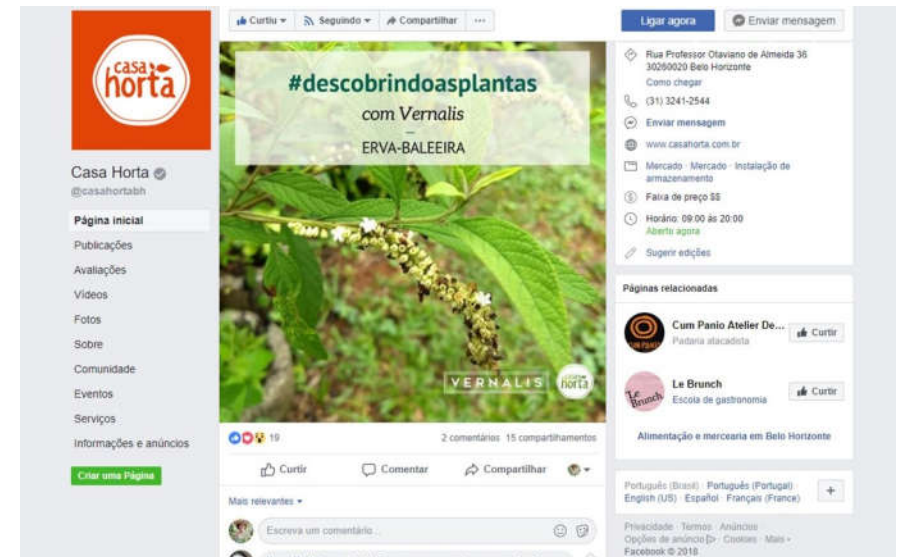 casa
horta
Casa Horta
@casahortabh
Página inicial
Publicações
Avaliações
Vídeos
Fotos
Sobre
Comunidade
Eventos
Serviços
Informações e anúncios
Criar uma Página
Curtiu
Seguindo
Compartilhar
#descobrindoasplantas
com Vernalis
ERVA-BALEEIRA
VERNALIS
horta
19
2 comentários 15 compartilhamentos
Curtir
Comentar
Compartilhar
Mais relevantes
Escreva um comentário...
Ligar agora
Enviar mensagem
Rua Professor Otaviano de Almeida 36
30260020 Belo Horizonte
Como chegar
(31) 3241-2544
Enviar mensagem
www.casahorta.com.br
Mercado · Mercado · Instalação de
armazenamento
Faixa de preço $$
Horário: 09:00 às 20:00
Aberto agora
Sugerir edições
Páginas relacionadas
CUM PANIO
Cum Panio Atelier De...
Padaria atacadista
Curtir
Le
Brunch
Le Brunch
Escola de gastronomia
Curtir
Alimentação e mercearia em Belo Horizonte
Português (Brasil) · Português (Portugal) ·
English (US) · Español · Français (France)
Privacidade · Termos · Anúncios ·
Opções de anúncio · Cookies · Mais
Facebook © 2018